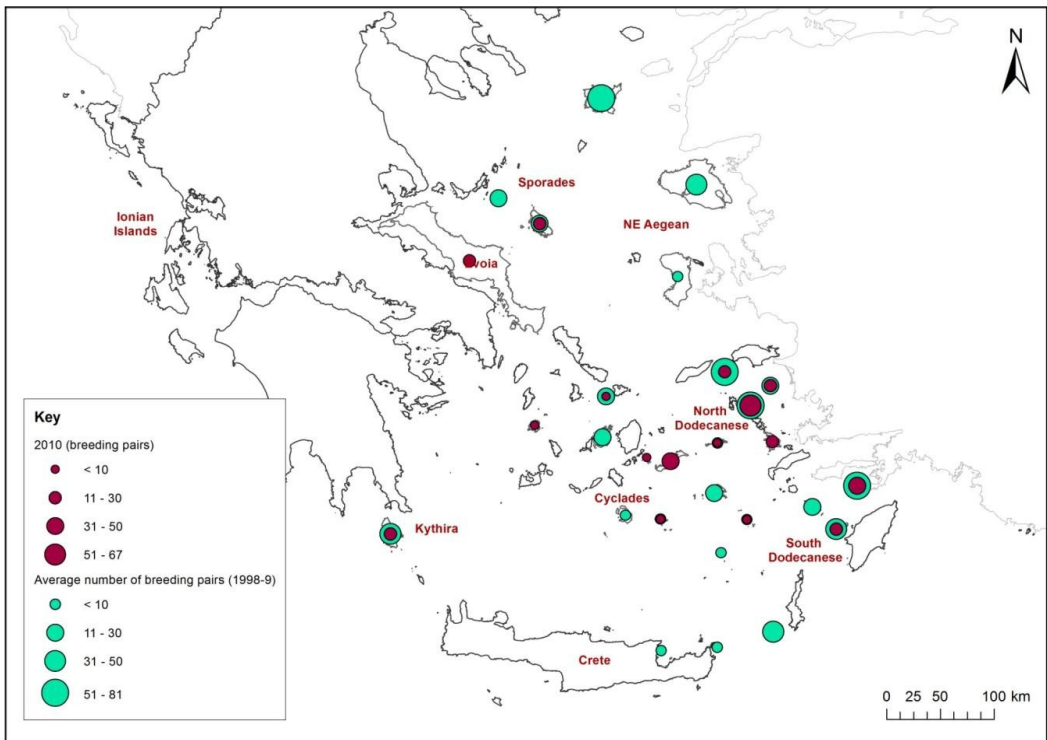 N
Sporades
Ionian
Islands
NE Aegean
Key
2010 (breeding pairs)
< 10
11 - 30
31 - 50
51 - 67
Average number of breeding pairs (1998-9)
< 10
11 - 30
31 - 50
51 - 81
North
Dodecanese
Cyclades
Kythira
South
Dodecanese
Crete
0 25 50 100 km